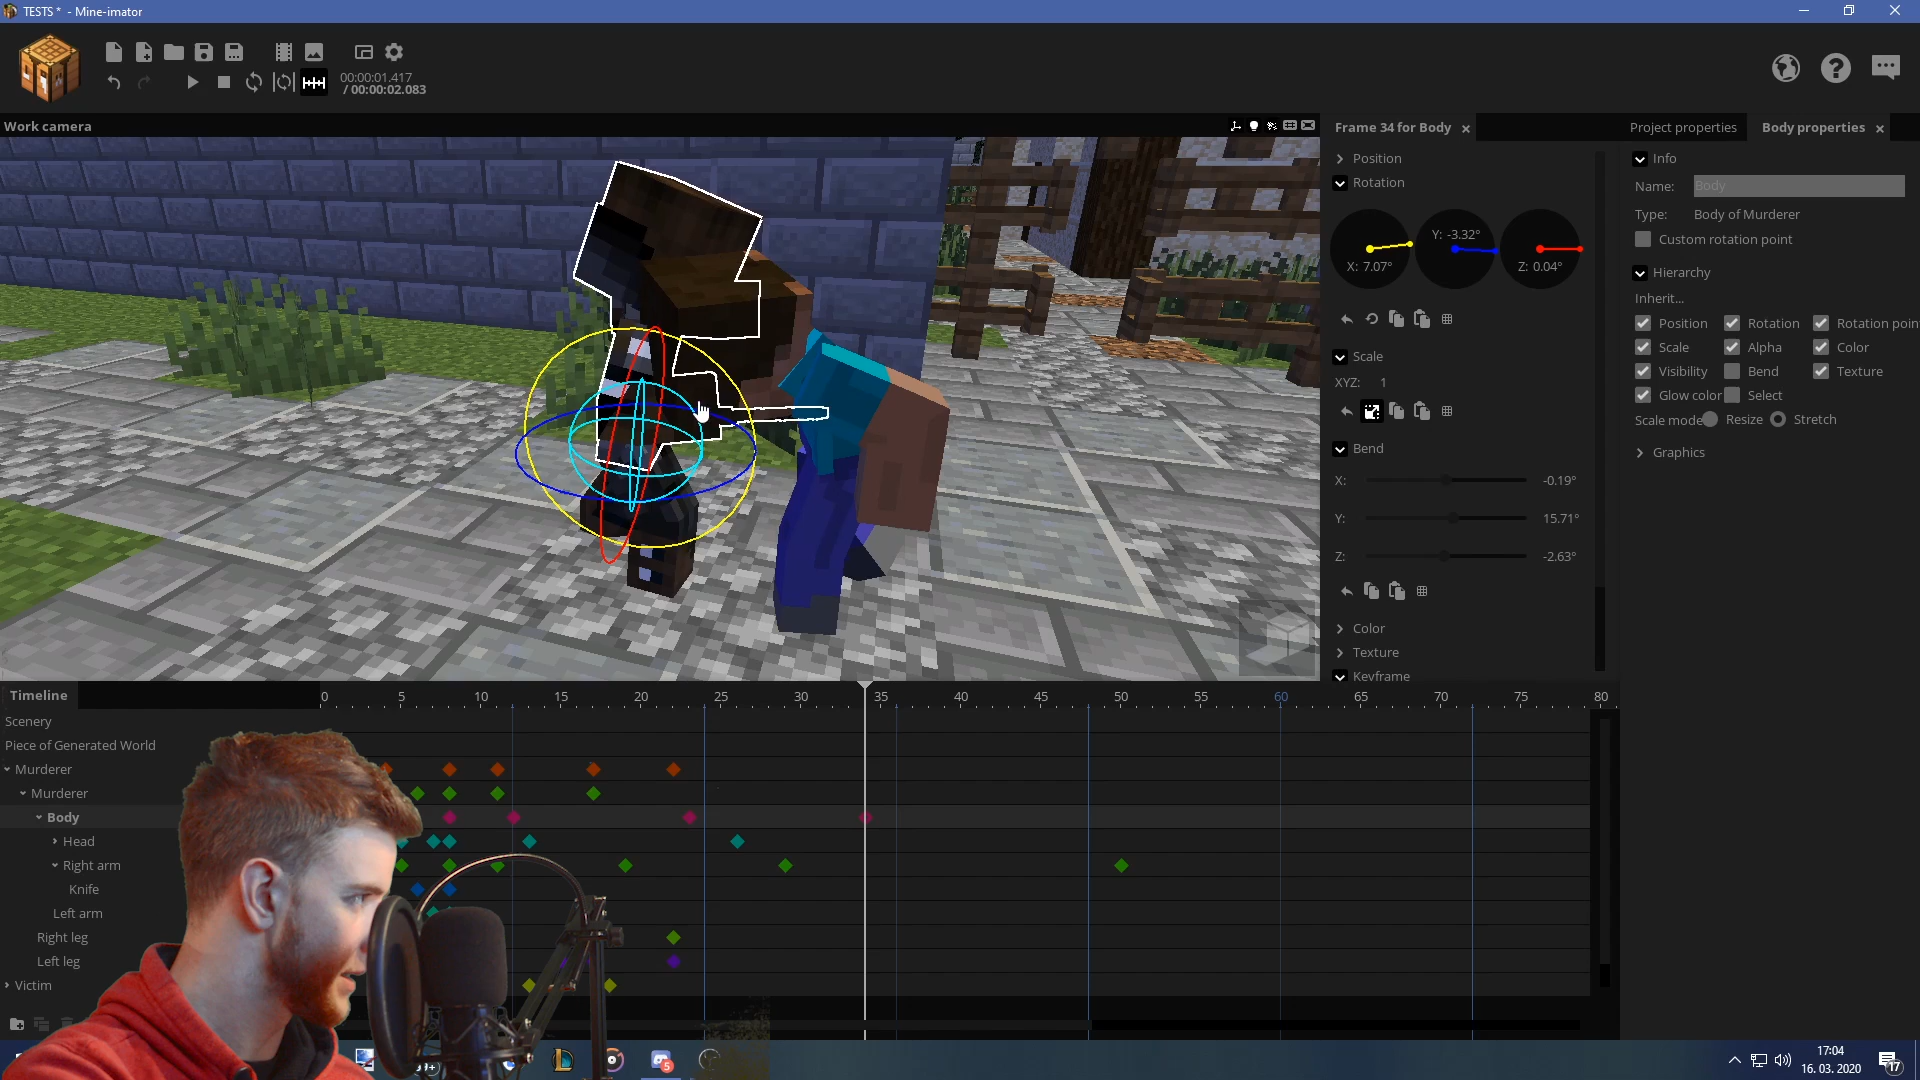 TESTS * - Mine-imator
00:00:01.417
/ 00:00:02.083
Work camera
Frame 34 for Body
Project properties
Body properties
Position
Rotation
X: 7.07°
Y: -3.32°
Z: 0.04°
Scale
XYZ: 1
Bend
X: -0.19°
Y: 15.71°
Z: -2.63°
Color
Texture
Keyframe
Info
Name: Body
Type: Body of Murderer
Custom rotation point
Hierarchy
Inherit...
Position Rotation Rotation poin
Scale Alpha Color
Visibility Bend Texture
Glow color Select
Scale mode Resize Stretch
Graphics
Timeline
0 5 10 15 20 25 30 35 40 45 50 55 60 65 70 75 80
Scenery
Piece of Generated World
Murderer
Murderer
Body
Head
Right arm
Knife
Left arm
Right leg
Left leg
Victim
99+
5
17:04
16. 03. 2020
17